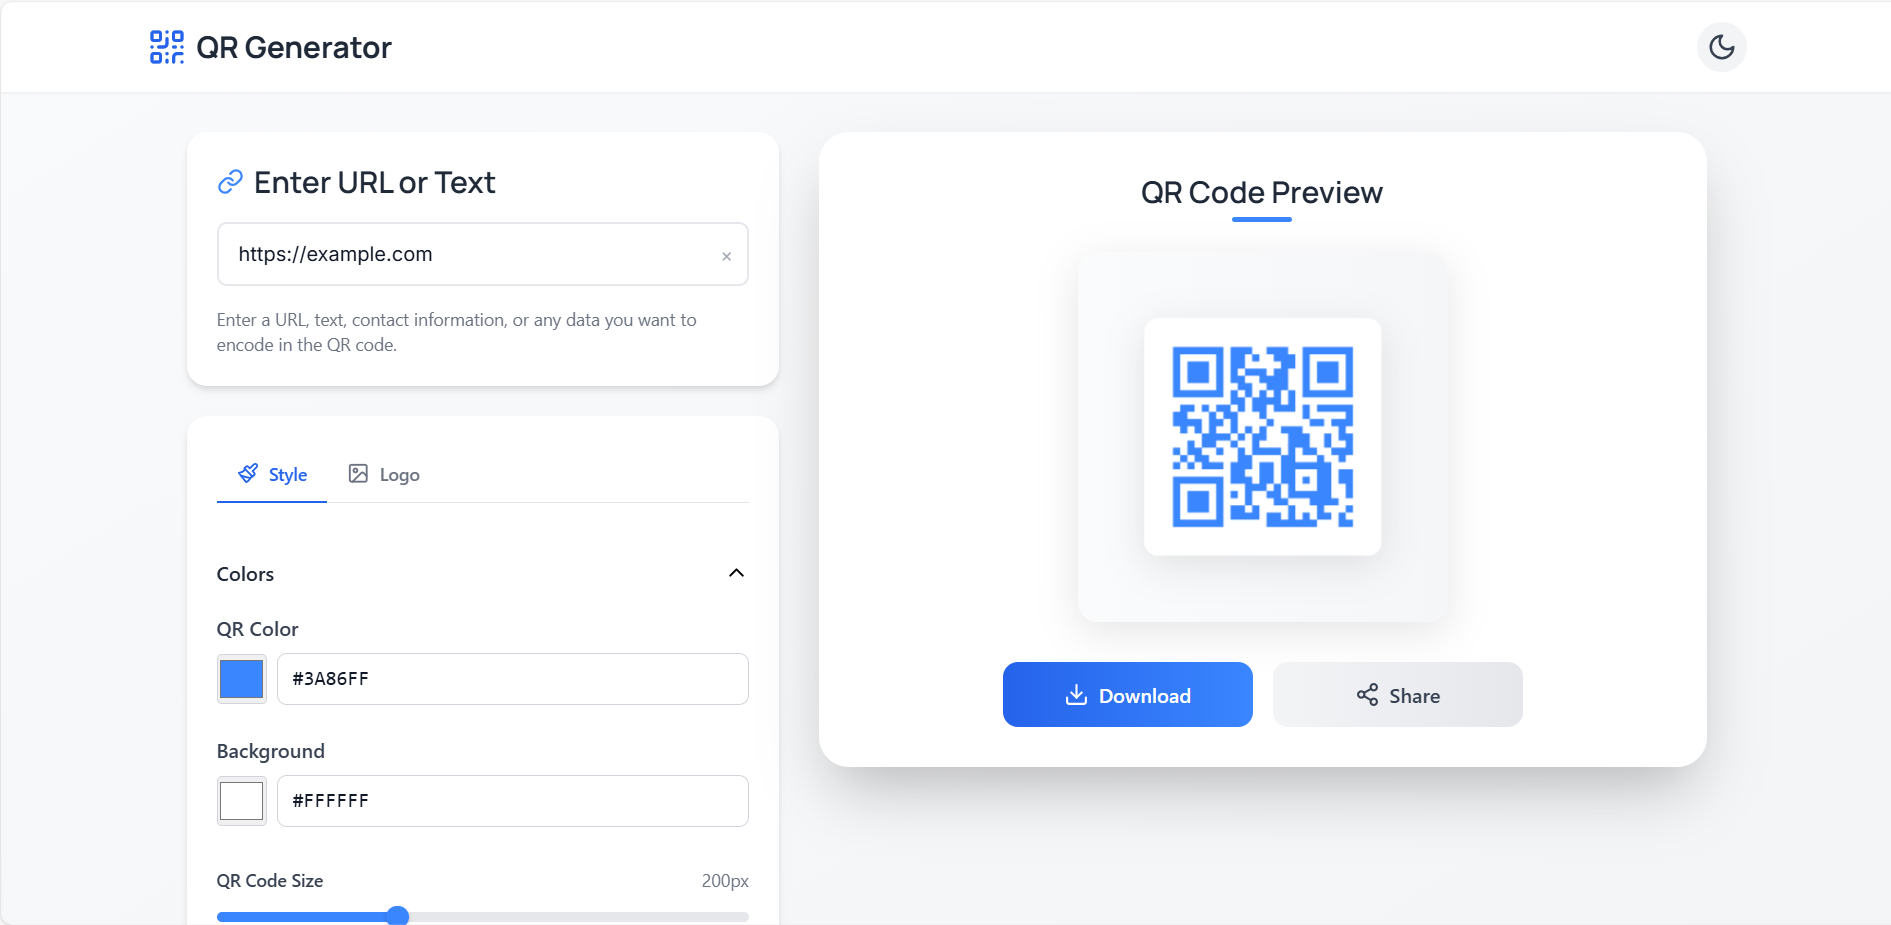 QR Generator
Enter URL or Text
https://example.com
×
Enter a URL, text, contact information, or any data you want to
encode in the QR code.
Style
Logo
Colors
QR Color
#3A86FF
Background
#FFFFFF
QR Code Size
200px
QR Code Preview
Download
Share